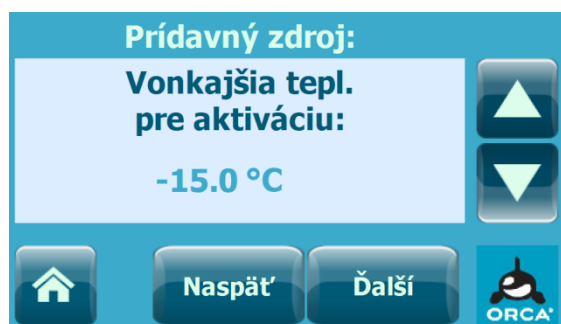 Prídavný zdroj:
Vonkajšia tepl.
pre aktiváciu:
-15.0 °C
Naspäť
Ďalší
ORCA